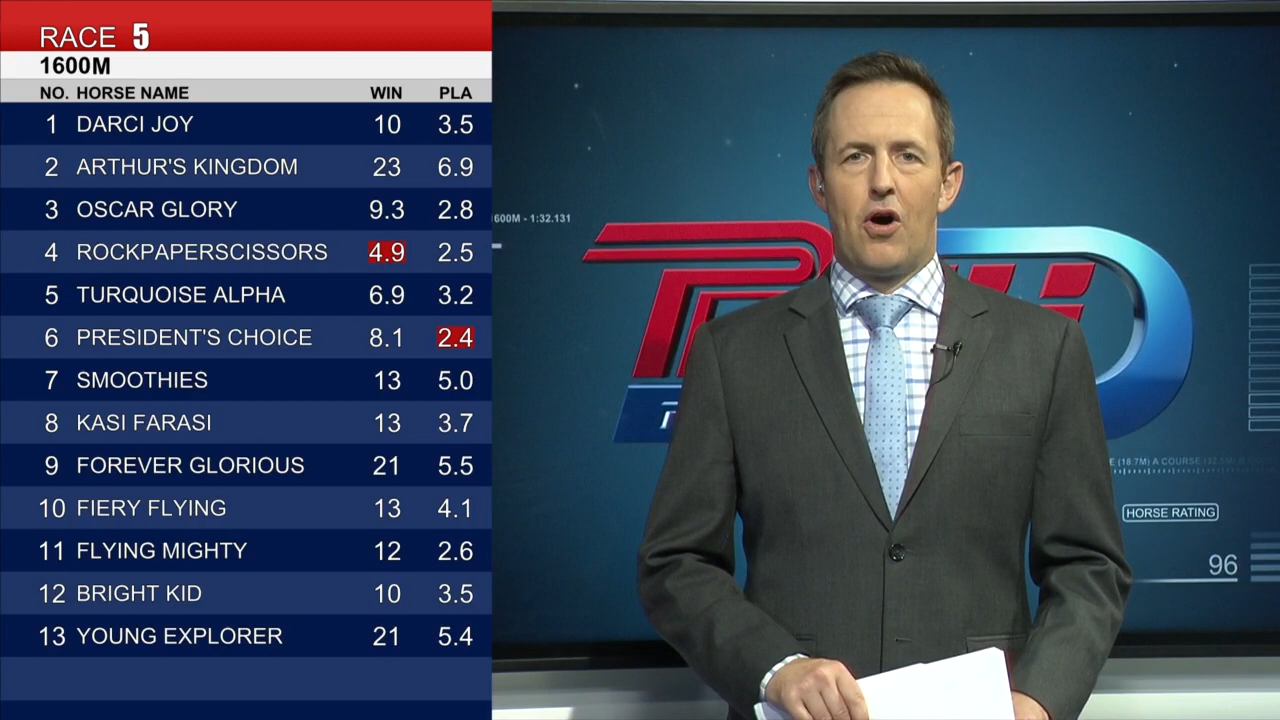 RACE 5
1600M
NO. HORSE NAME WIN PLA
1 DARCI JOY 10 3.5
2 ARTHUR'S KINGDOM 23 6.9
3 OSCAR GLORY 9.3 2.8
4 ROCKPAPERSCISSORS 4.9 2.5
5 TURQUOISE ALPHA 6.9 3.2
6 PRESIDENT'S CHOICE 8.1 2.4
7 SMOOTHIES 13 5.0
8 KASI FARASI 13 3.7
9 FOREVER GLORIOUS 21 5.5
10 FIERY FLYING 13 4.1
11 FLYING MIGHTY 12 2.6
12 BRIGHT KID 10 3.5
13 YOUNG EXPLORER 21 5.4
1600M - 1:32.131
(18.7M) A COURSE
HORSE RATING
96